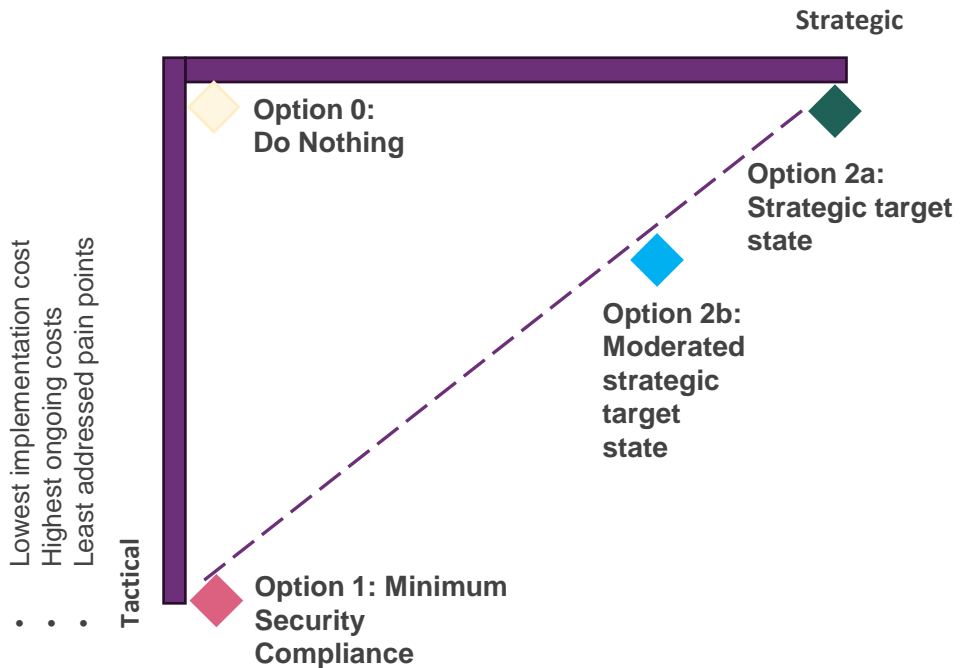 Strategic
Option 0:
Do Nothing
Option 2a:
Strategic target
state
Option 2b:
Moderated
strategic
target
state
• Lowest implementation cost
• Highest ongoing costs
• Least addressed pain points
Tactical
Option 1: Minimum
Security
Compliance